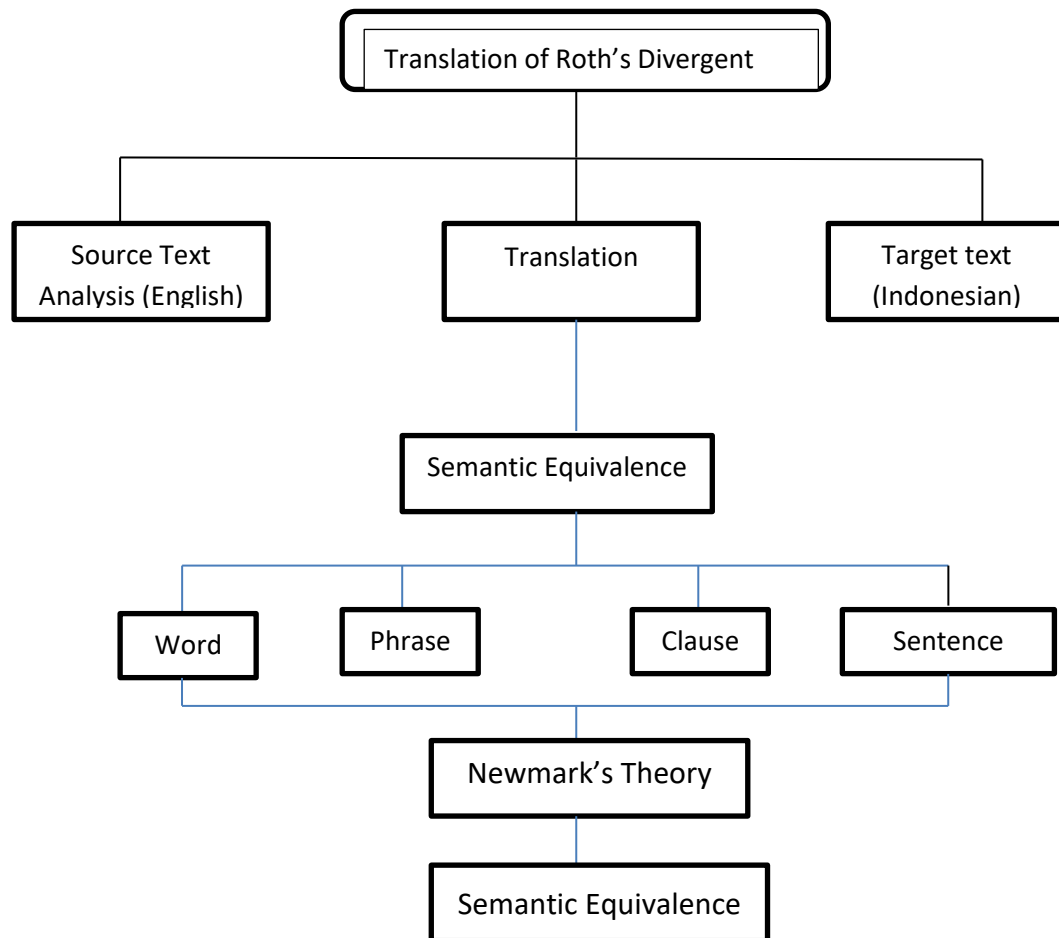 Translation of Roth’s Divergent
Source Text
Analysis (English)
Translation
Target text
(Indonesian)
Semantic Equivalence
Word
Phrase
Clause
Sentence
Newmark’s Theory
Semantic Equivalence